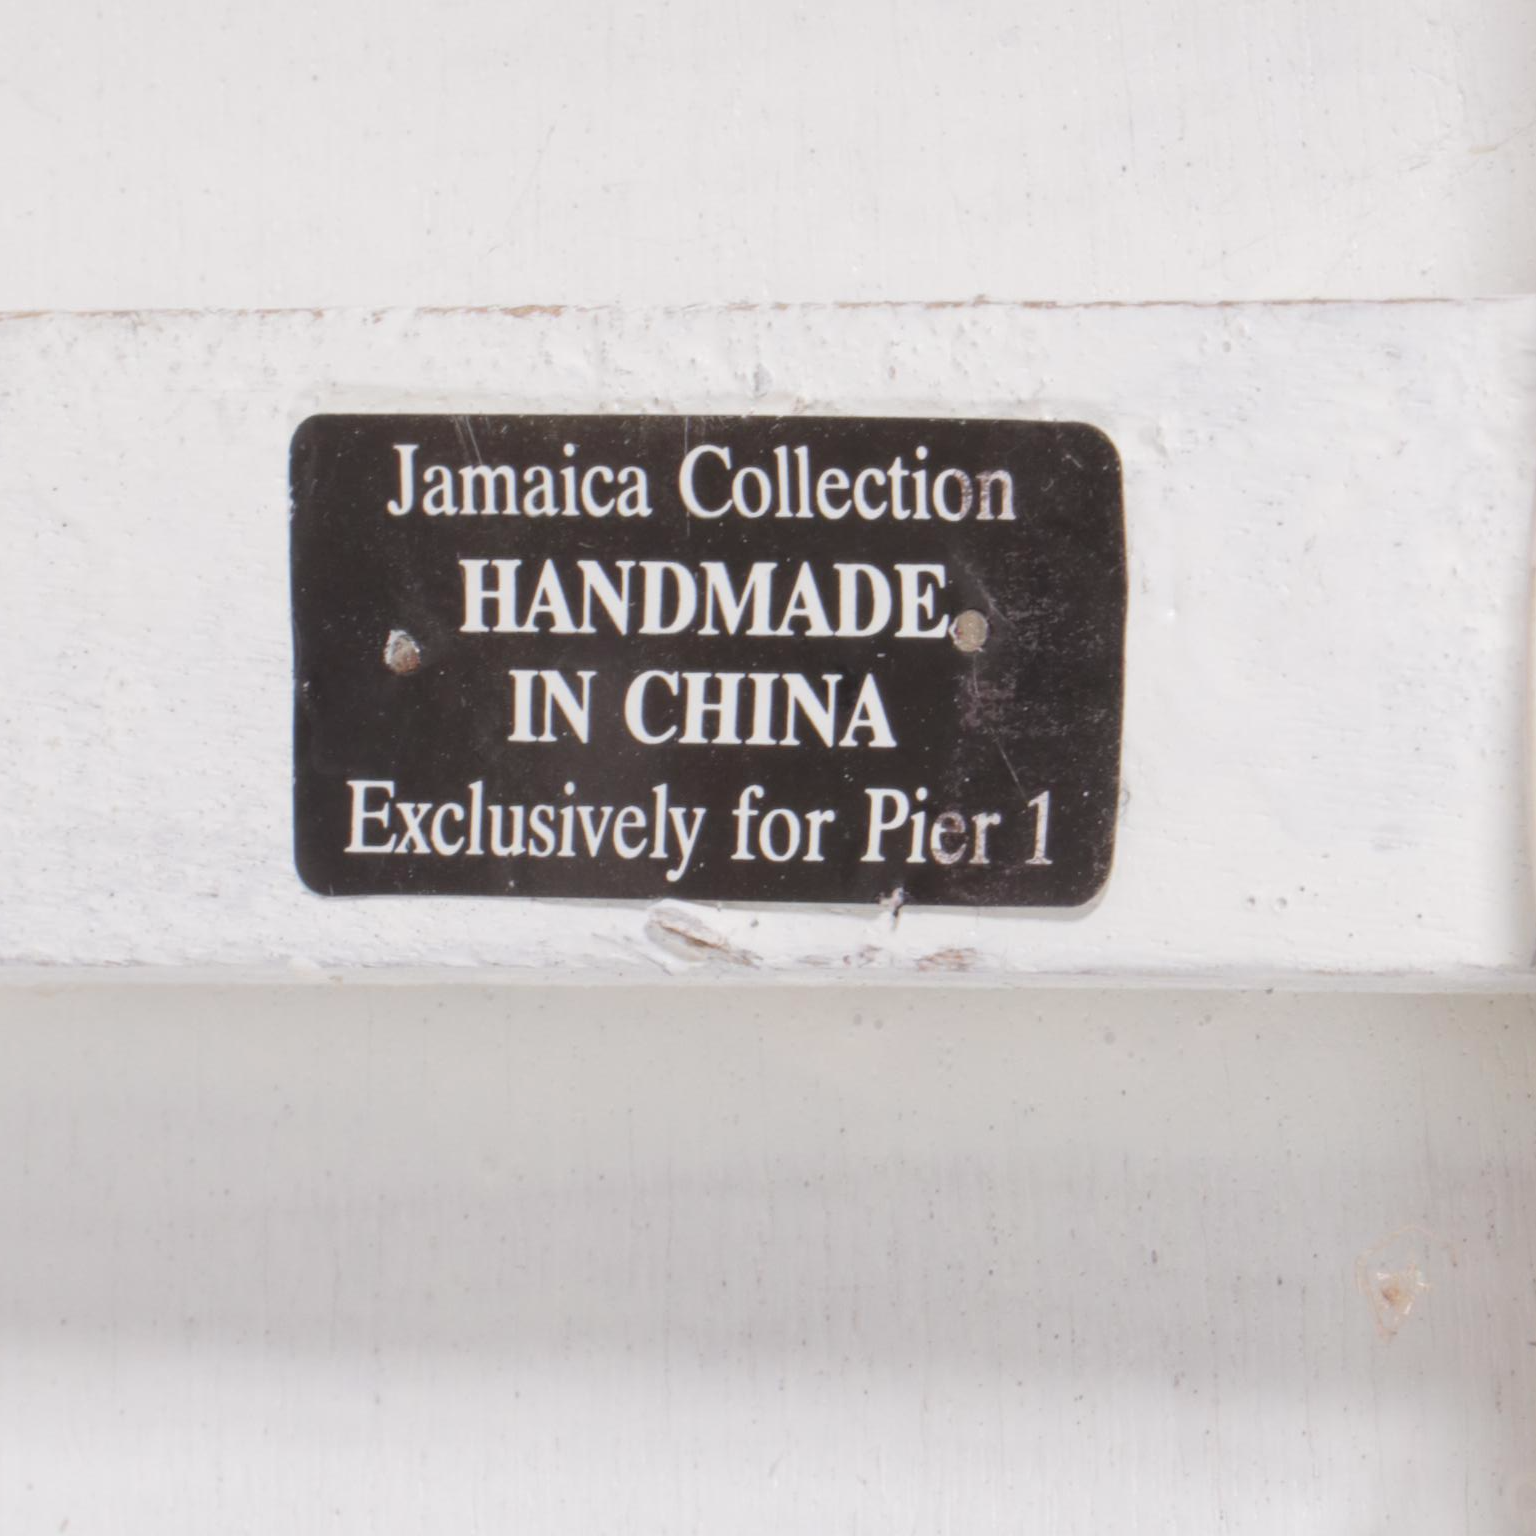 Jamaica Collection
HANDMADE
IN CHINA
Exclusively for Pier 1